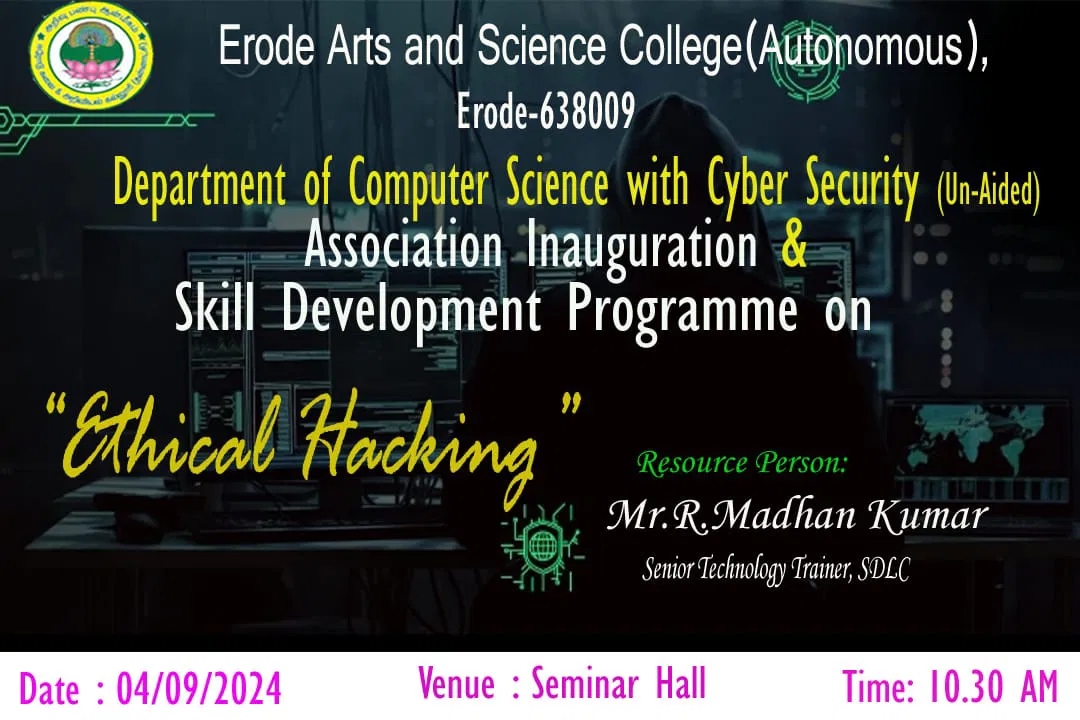 Erode Arts and Science College(Autonomous),
Erode-638009
Department of Computer Science with Cyber Security (Un-Aided)
Association Inauguration &
Skill Development Programme on
“Ethical Hacking ”
Resource Person:
Mr.R.Madhan Kumar
Senior Technology Trainer, SDLC
Date : 04/09/2024
Venue : Seminar Hall
Time: 10.30 AM